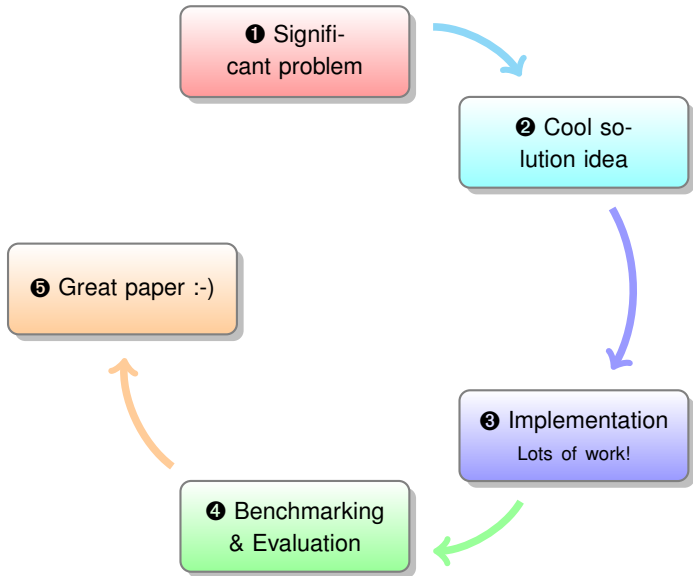 ❶ Signifi-
cant problem
❷ Cool so-
lution idea
❸ Implementation
Lots of work!
❹ Benchmarking
& Evaluation
❺ Great paper :-)